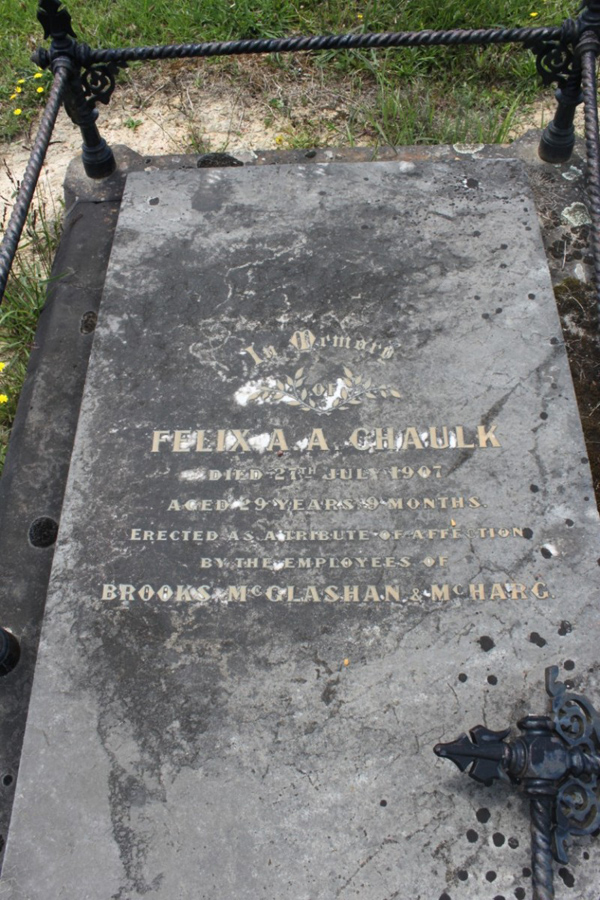 In Memory
OF
FELIX A. A. CHAULK
DIED 27TH JULY 1907
AGED 29 YEARS 9 MONTHS.
ERECTED AS A TRIBUTE OF AFFECTION
BY THE EMPLOYEES OF
BROOKS, McGLASHAN & McHARG.